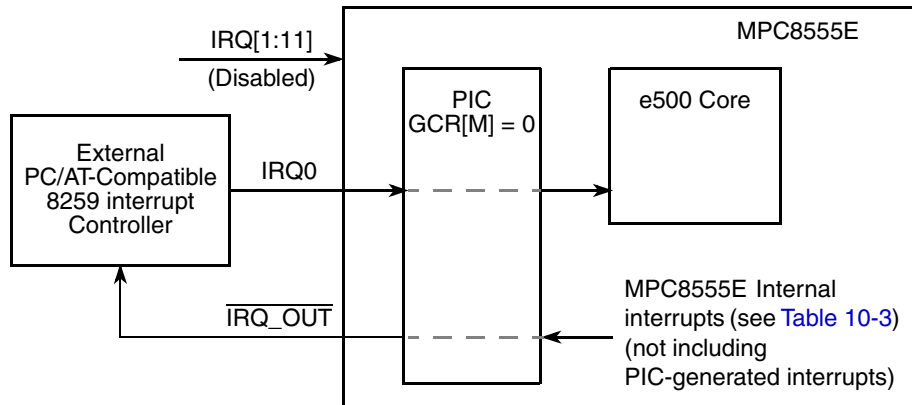 MPC8555E
IRQ[1:11]
(Disabled)
PIC
GCR[M] = 0
e500 Core
External
PC/AT-Compatible
8259 interrupt
Controller
IRQ0
IRQ_OUT
MPC8555E Internal
interrupts (see Table 10-3)
(not including
PIC-generated interrupts)